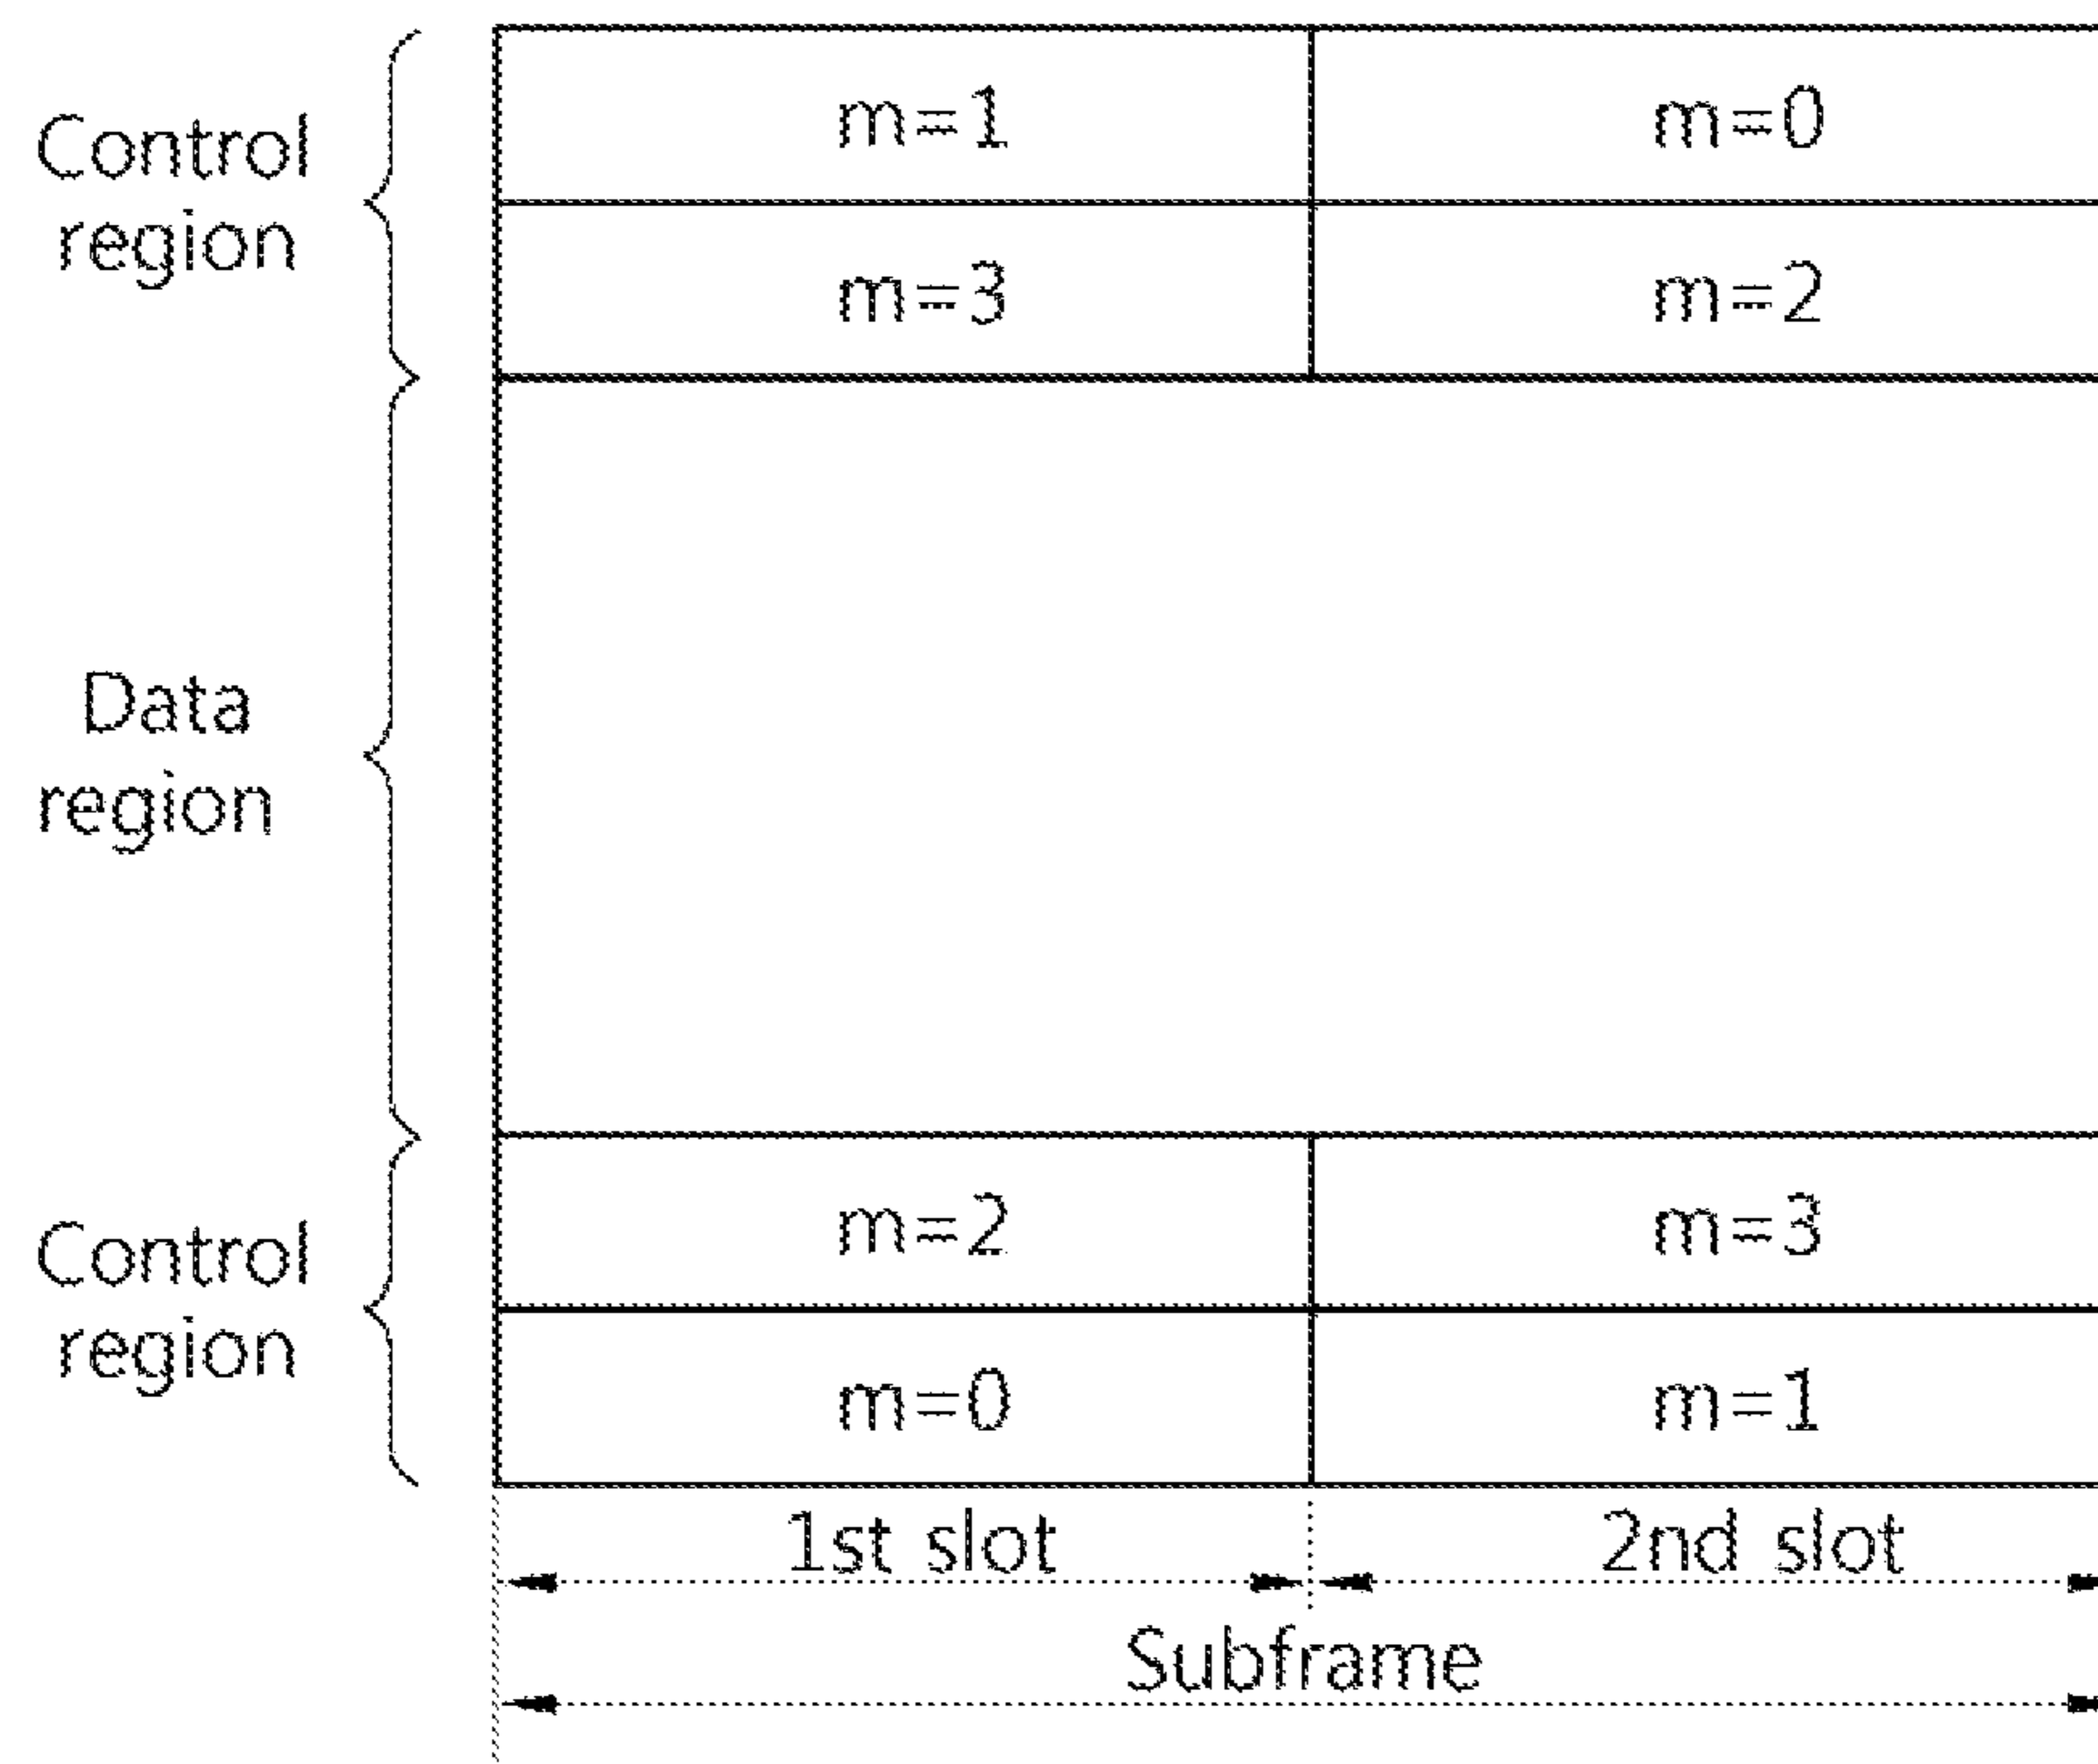 Control
region
m=1
m=0
m=3
m=2
Data
region
Control
region
m=2
m=3
m=0
m=1
1st slot
2nd slot
Subframe